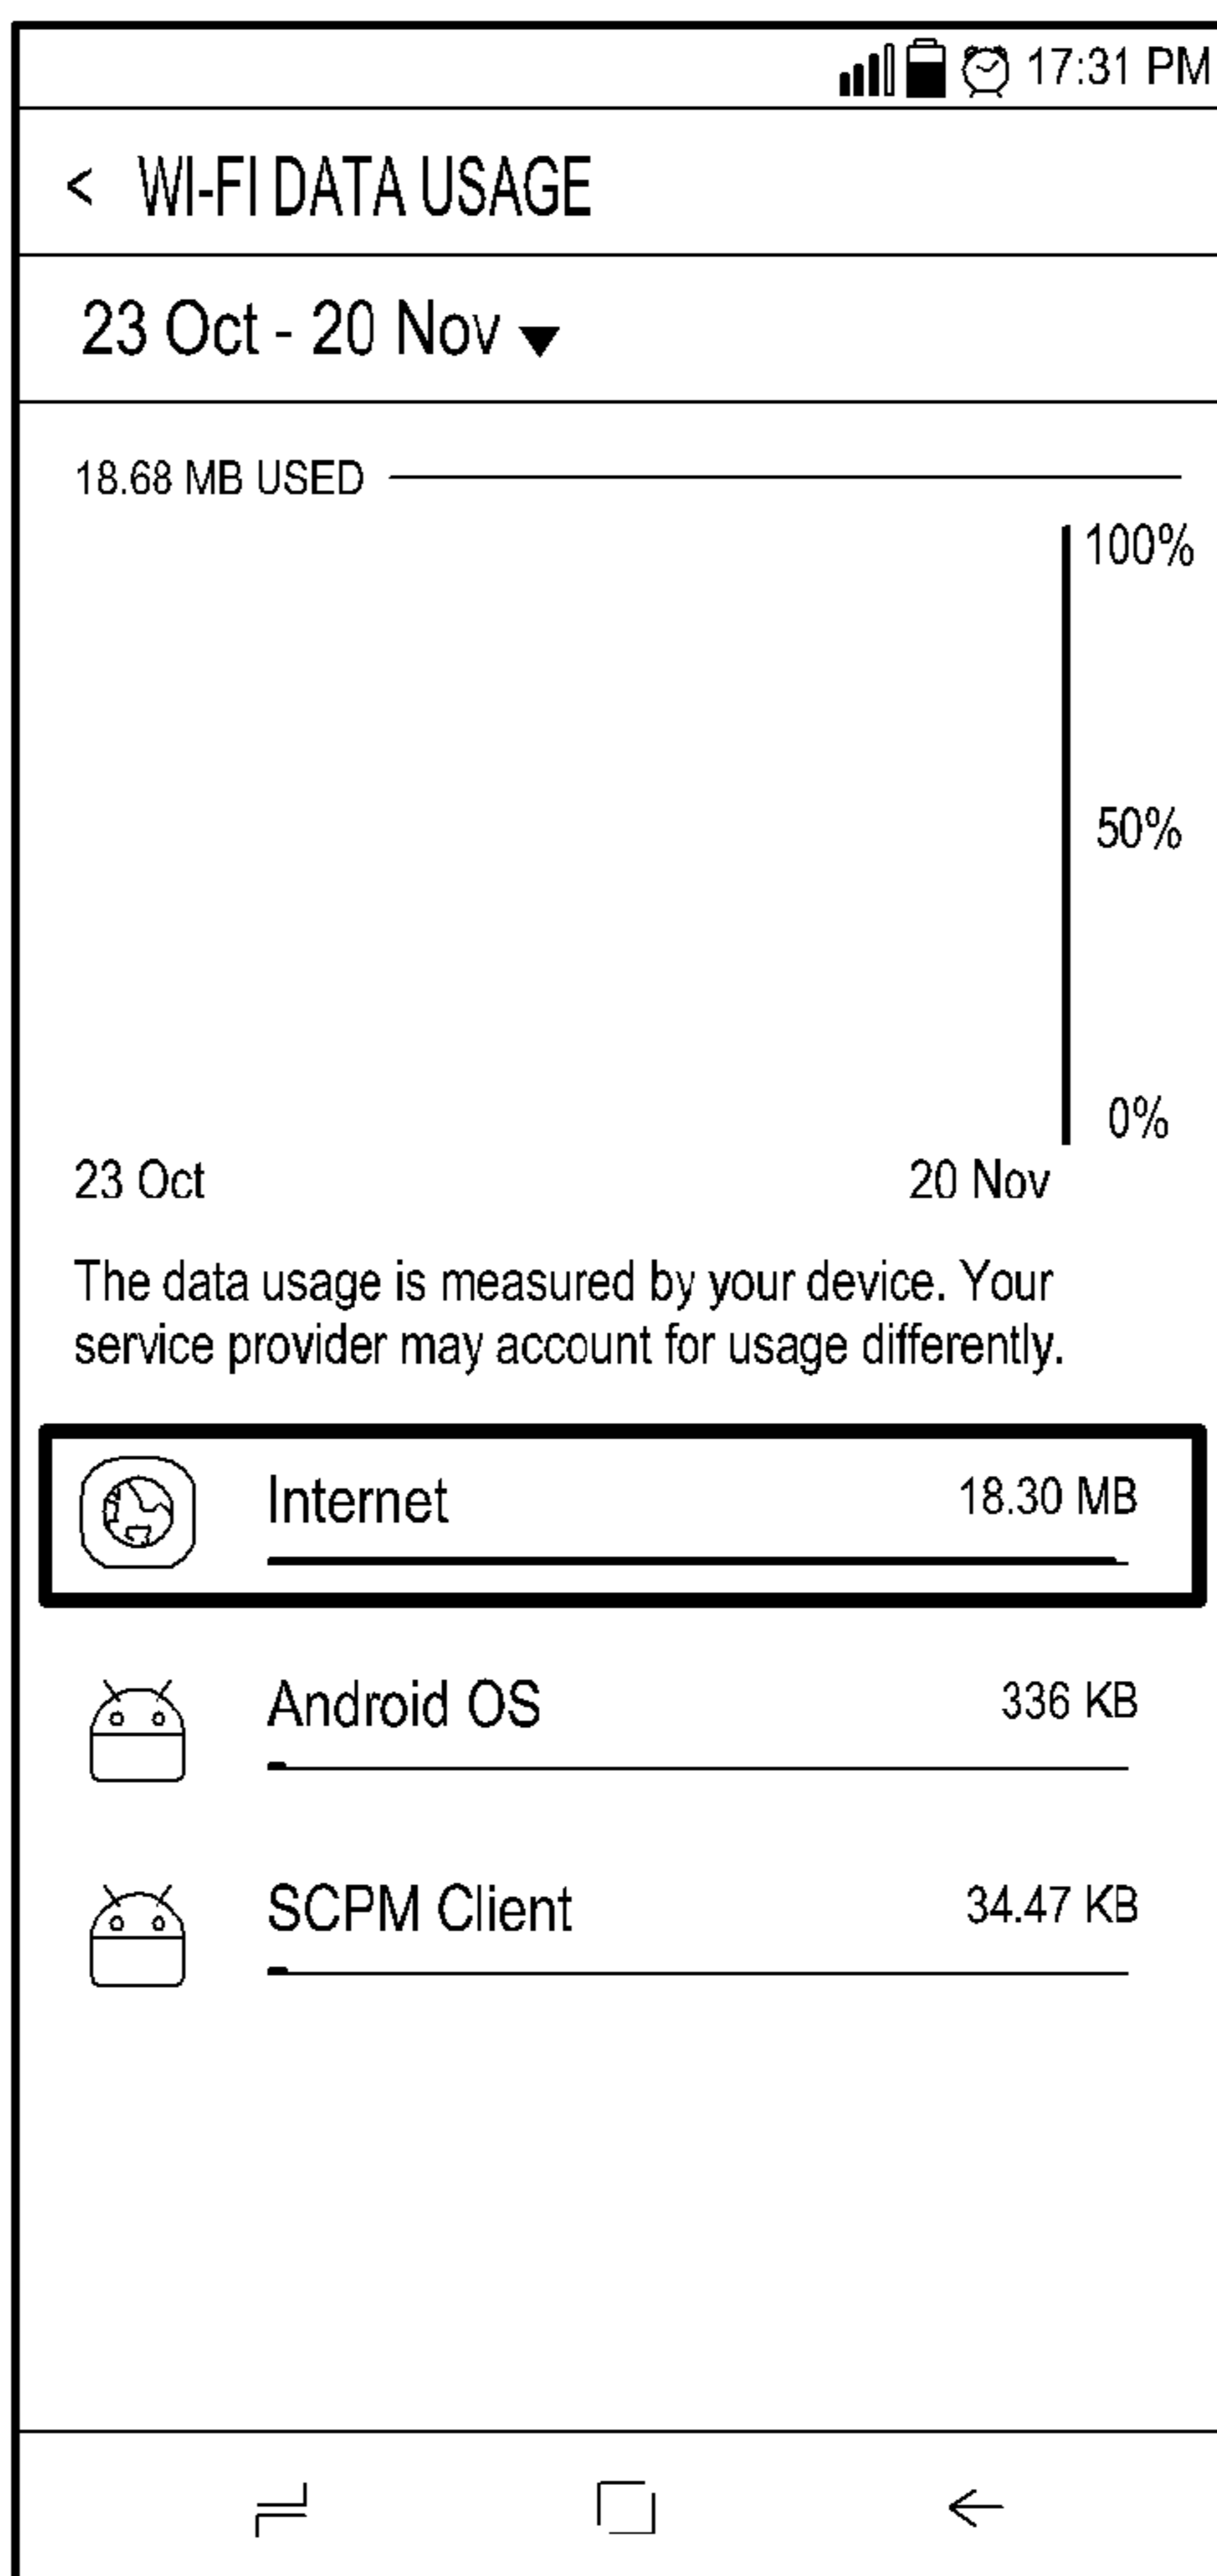 17:31 PM
< WI-FI DATA USAGE
23 Oct - 20 Nov
18.68 MB USED
100%
50%
0%
23 Oct 20 Nov
The data usage is measured by your device. Your
service provider may account for usage differently.
Internet 18.30 MB
Android OS 336 KB
SCPM Client 34.47 KB